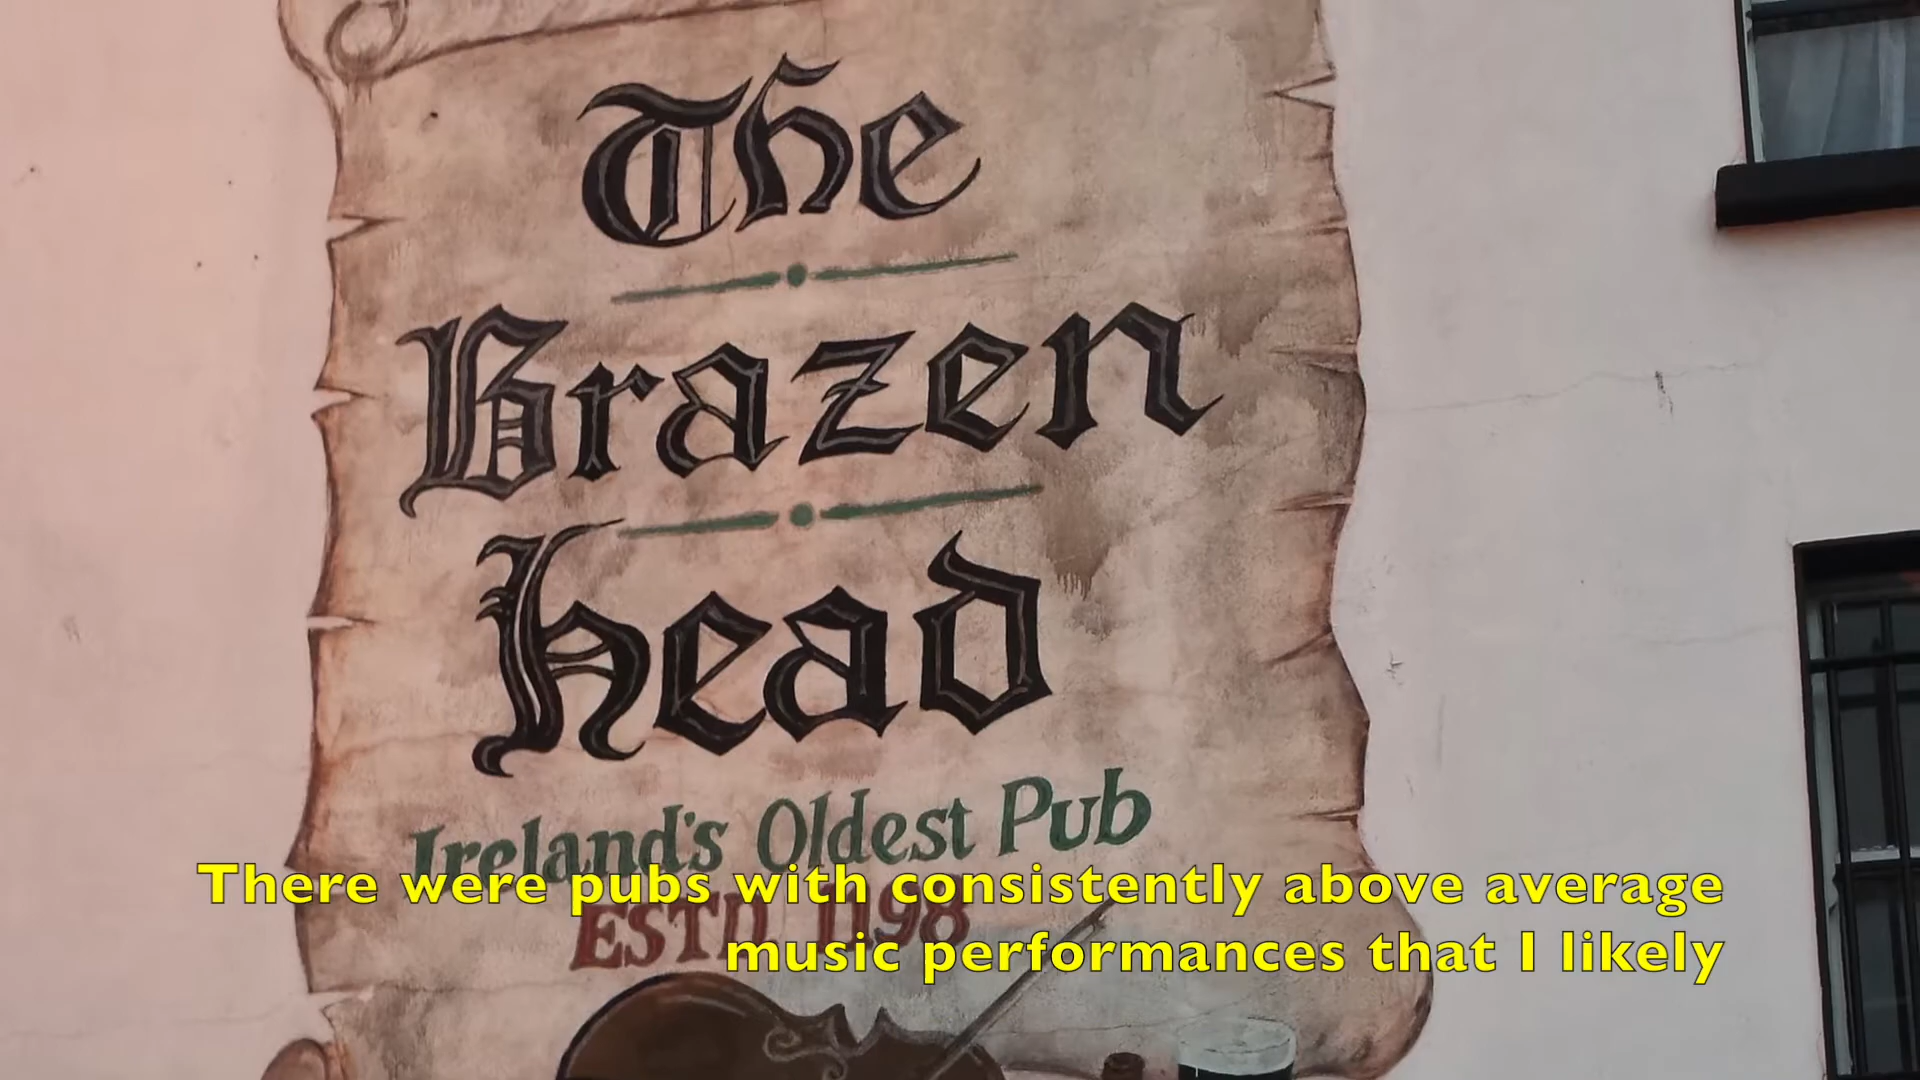 The
Brazen
head
Ireland's Oldest Pub
ESTD 1198
There were pubs with consistently above average
music performances that I likely